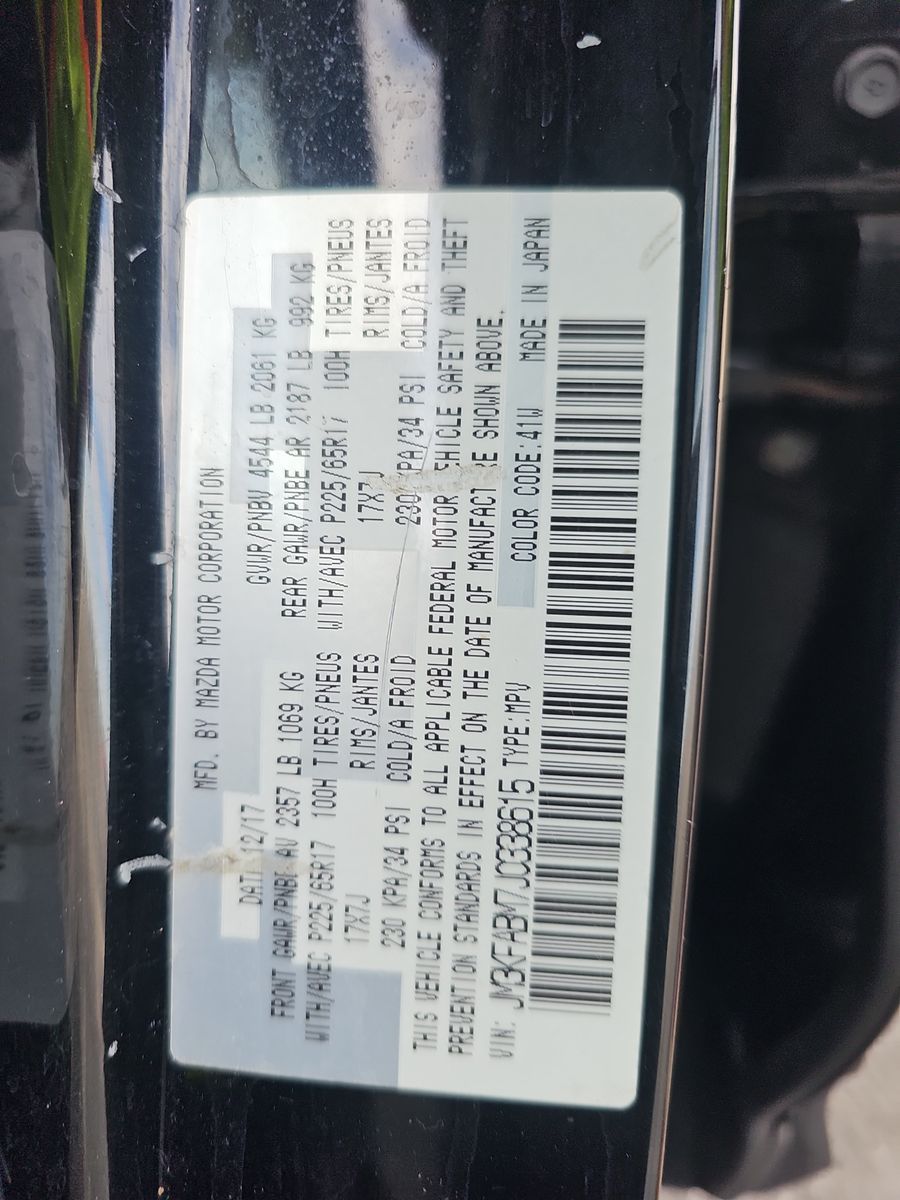 MFD. BY MAZDA MOTOR CORPORATION
12/17 GVWR/PNBV 4544 LB 2061 KG
FRONT GAWR/PNBE AV 2357 LB 1069 KG REAR GAWR/PNBE AR 2187 LB 992 KG
WITH/AVEC P225/65R17 100H TIRES/PNEUS WITH/AVEC P225/65R17 100H TIRES/PNEUS
17X7J RIMS/JANTES 17X7J RIMS/JANTES
230 KPA/34 PSI COLD/A FROID 230 KPA/34 PSI COLD/A FROID
THIS VEHICLE CONFORMS TO ALL APPLICABLE FEDERAL MOTOR VEHICLE SAFETY AND THEFT
PREVENTION STANDARDS IN EFFECT ON THE DATE OF MANUFACTURE SHOWN ABOVE.
VIN: JM3KFABM7J0338615 TYPE:MPV COLOR CODE:41W MADE IN JAPAN